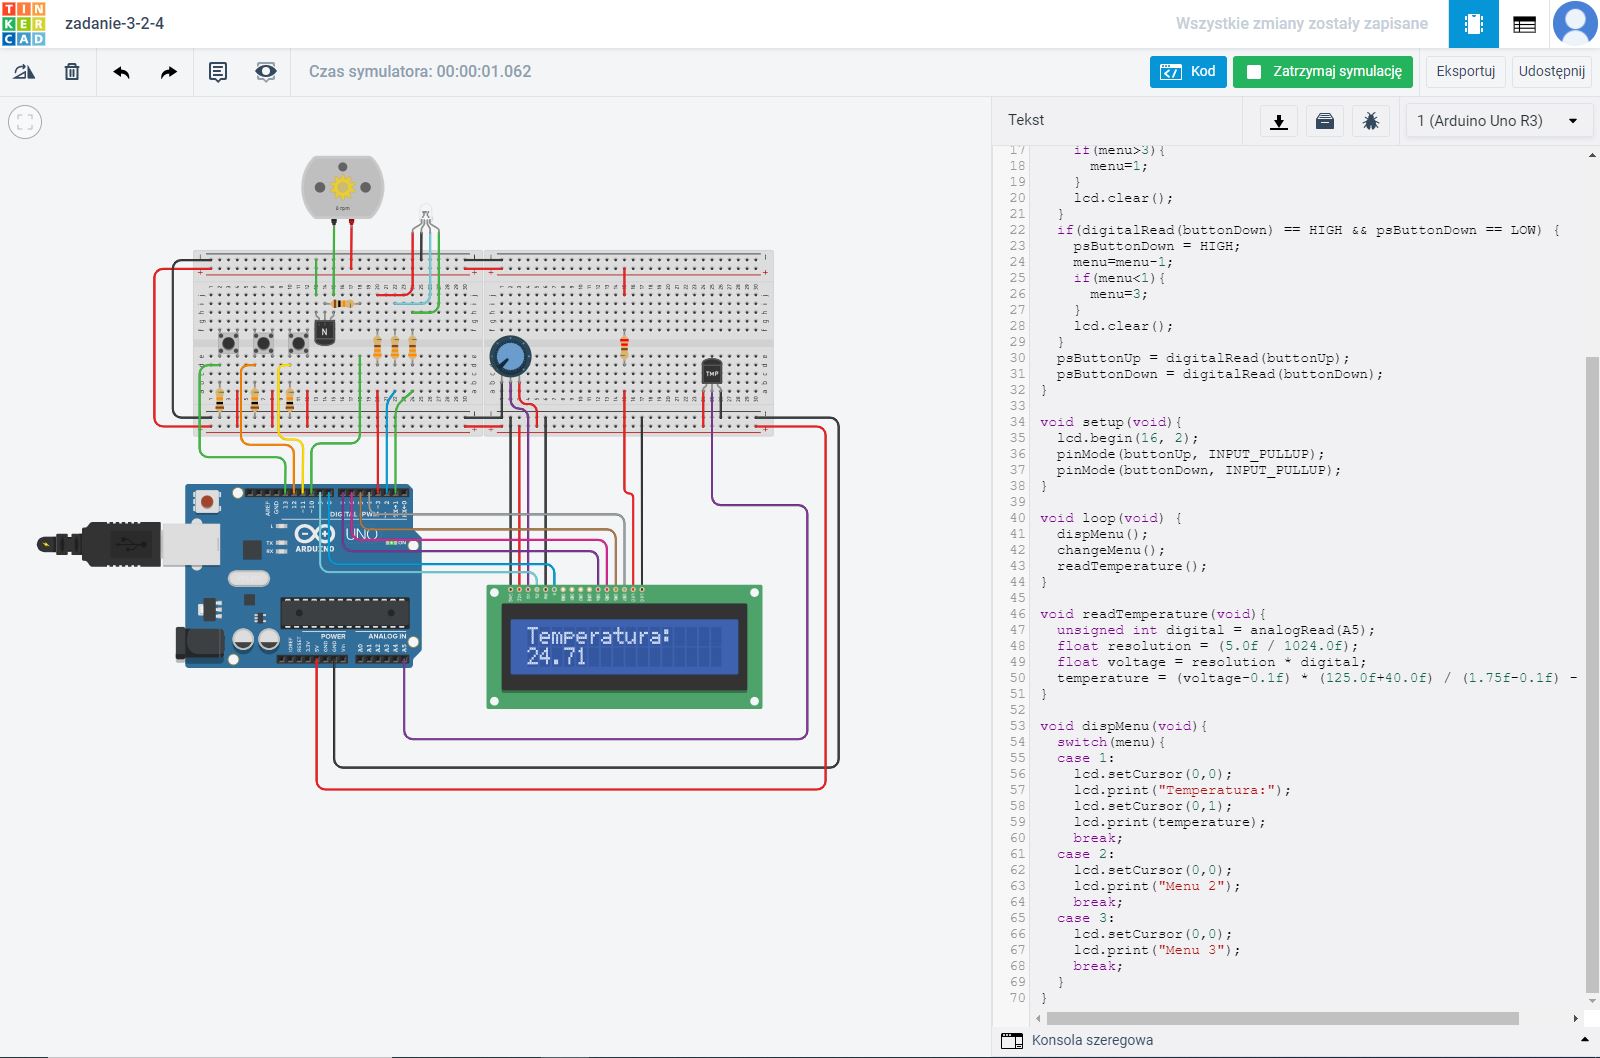 TIN
KER
CAD
zadanie-3-2-4
Wszystkie zmiany zostały zapisane
Czas symulatora: 00:00:01.062
Kod
Zatrzymaj symulację
Eksportuj
Udostępnij
Tekst
1 (Arduino Uno R3)
17 if(menu>3){
18 menu=1;
19 }
20 lcd.clear();
21 }
22 if(digitalRead(buttonDown) == HIGH && psButtonDown == LOW) {
23 psButtonDown = HIGH;
24 menu=menu-1;
25 if(menu<1){
26 menu=3;
27 }
28 lcd.clear();
29 }
30 psButtonUp = digitalRead(buttonUp);
31 psButtonDown = digitalRead(buttonDown);
32 }
33
34 void setup(void){
35 lcd.begin(16, 2);
36 pinMode(buttonUp, INPUT_PULLUP);
37 pinMode(buttonDown, INPUT_PULLUP);
38 }
39
40 void loop(void) {
41 dispMenu();
42 changeMenu();
43 readTemperature();
44 }
45
46 void readTemperature(void){
47 unsigned int digital = analogRead(A5);
48 float resolution = (5.0f / 1024.0f);
49 float voltage = resolution * digital;
50 temperature = (voltage-0.1f) * (125.0f+40.0f) / (1.75f-0.1f) -
51 }
52
53 void dispMenu(void){
54 switch(menu){
55 case 1:
56 lcd.setCursor(0,0);
57 lcd.print("Temperatura:");
58 lcd.setCursor(0,1);
59 lcd.print(temperature);
60 break;
61 case 2:
62 lcd.setCursor(0,0);
63 lcd.print("Menu 2");
64 break;
65 case 3:
66 lcd.setCursor(0,0);
67 lcd.print("Menu 3");
68 break;
69 }
70 }
Konsola szeregowa
N
TMP
DIGITAL
UNO
ARDUINO
ON
L
TX
RX
POWER
ANALOG IN
Temperatura:
24.71